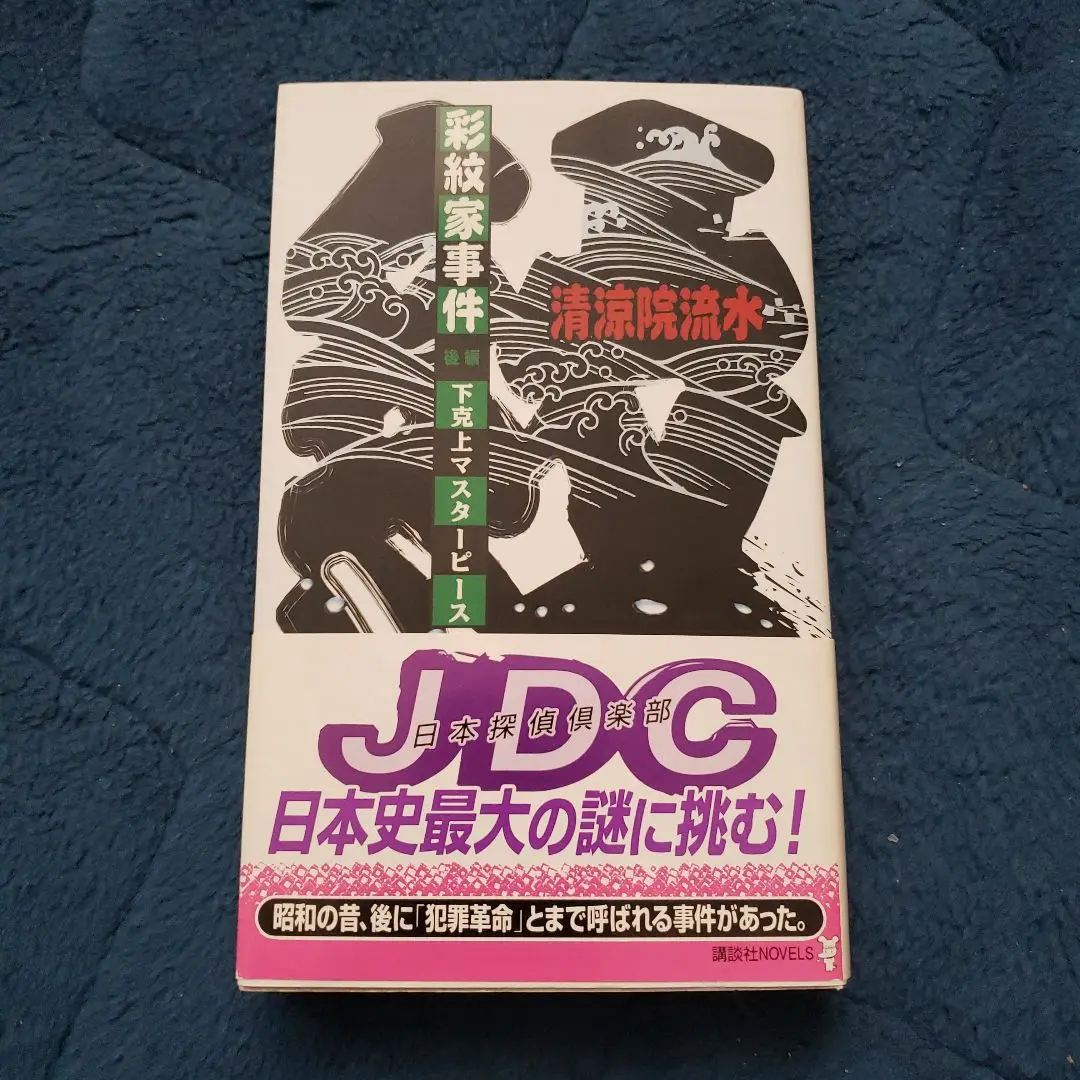 彩紋家事件
後編
下克上マスターピース
清涼院流水
JDC
日本探偵倶楽部
日本史最大の謎に挑む！
昭和の昔、後に「犯罪革命」とまで呼ばれる事件があった。
講談社NOVELS